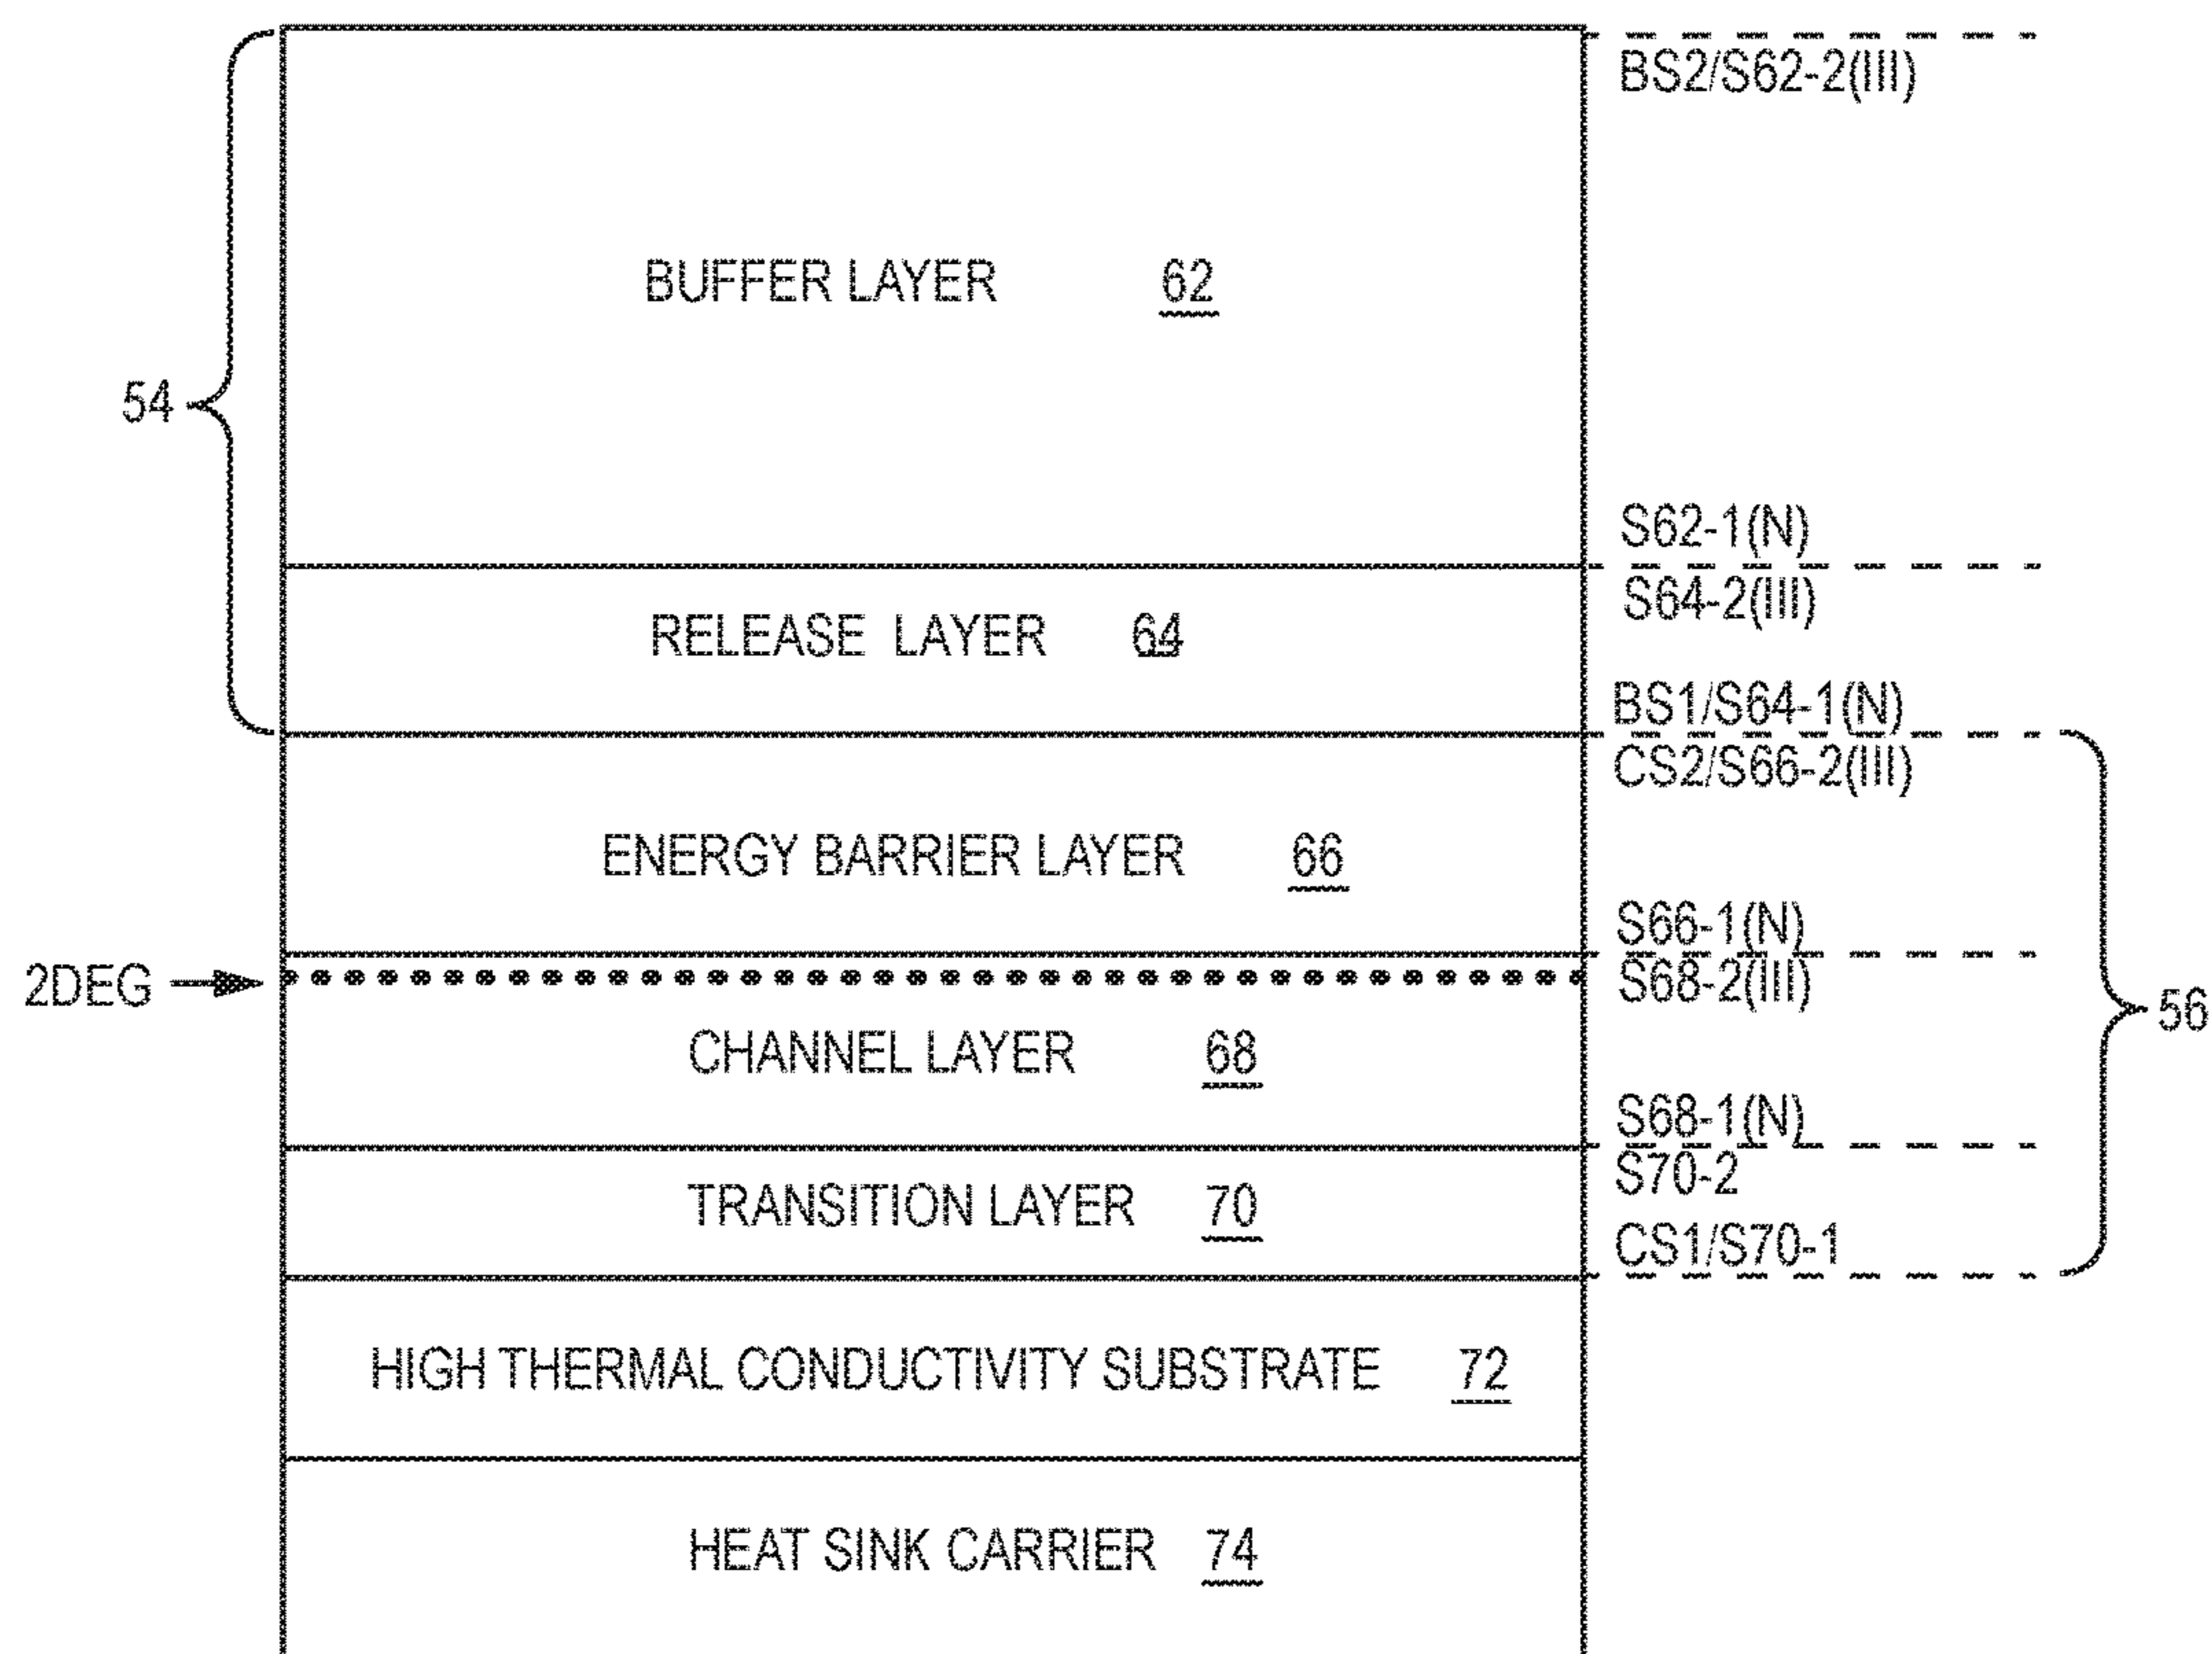 BS2/S62-2(III)
BUFFER LAYER 62
54
S62-1(N)
S64-2(III)
RELEASE LAYER 64
BS1/S64-1(N)
CS2/S66-2(III)
ENERGY BARRIER LAYER 66
S66-1(N)
2DEG
S68-2(III)
56
CHANNEL LAYER 68
S68-1(N)
S70-2
TRANSITION LAYER 70
CS1/S70-1
HIGH THERMAL CONDUCTIVITY SUBSTRATE 72
HEAT SINK CARRIER 74